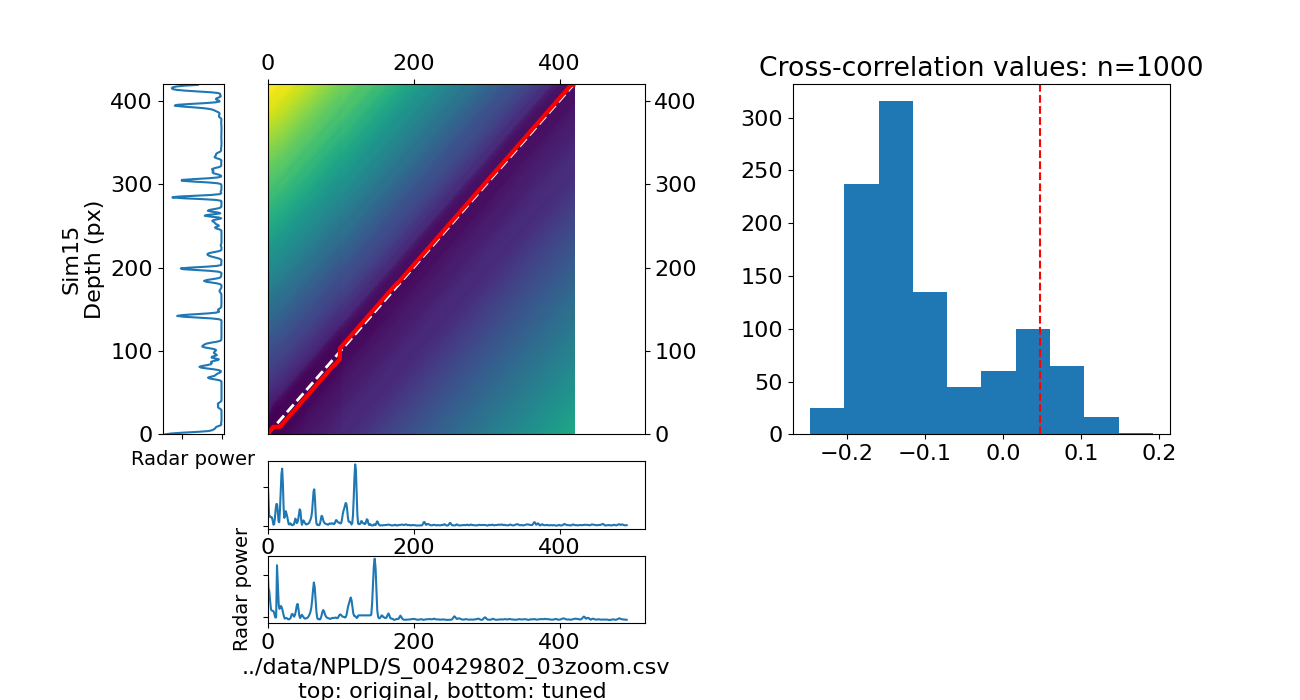 0 200 400
Cross-correlation values: n=1000
Sim15
Depth (px)
400
300
200
100
0
Radar power
400
300
200
100
0
300
250
200
150
100
50
0
−0.2 −0.1 0.0 0.1 0.2
0 200 400
Radar power
0 200 400
../data/NPLD/S_00429802_03zoom.csv
top: original, bottom: tuned